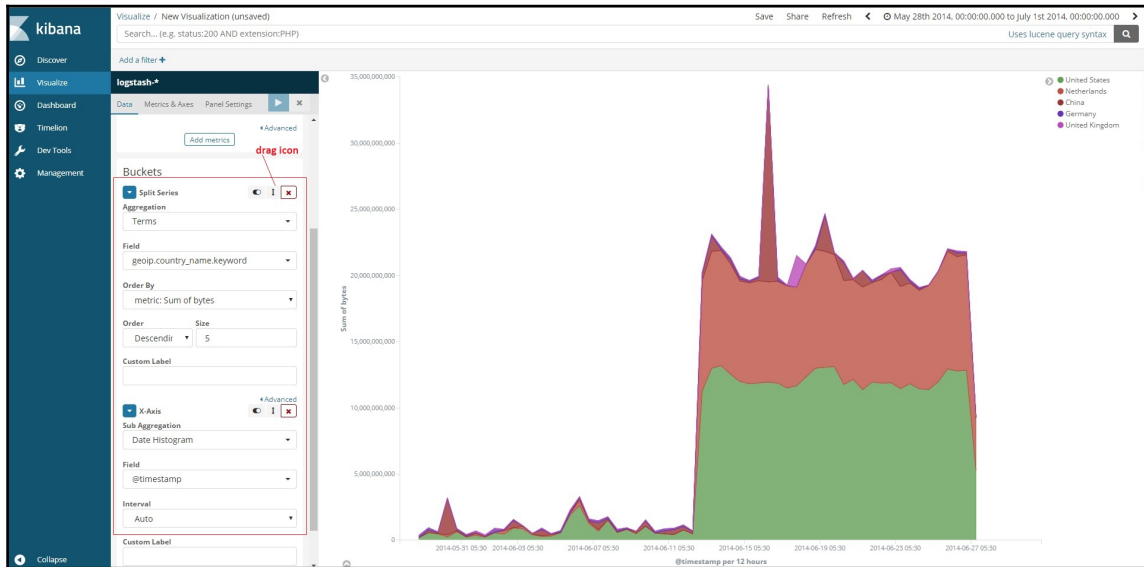 kibana
Discover
Visualize
Dashboard
Timelion
Dev Tools
Management
Collapse
Visualize / New Visualization (unsaved)
Save Share Refresh May 28th 2014, 00:00:00.000 to July 1st 2014, 00:00:00.000
Search... (e.g. status:200 AND extension:PHP)
Uses lucene query syntax
Add a filter +
logstash-*
Data Metrics & Axes Panel Settings
Advanced
Add metrics
drag icon
Buckets
Split Series
Aggregation
Terms
Field
geoip.country_name.keyword
Order By
metric: Sum of bytes
Order Size
Descendir 5
Custom Label
Advanced
X-Axis
Sub Aggregation
Date Histogram
Field
@timestamp
Interval
Auto
Custom Label
35,000,000,000
30,000,000,000
25,000,000,000
20,000,000,000
15,000,000,000
10,000,000,000
5,000,000,000
0
Sum of bytes
2014-05-31 05:30 2014-06-03 05:30 2014-06-07 05:30 2014-06-11 05:30 2014-06-15 05:30 2014-06-19 05:30 2014-06-23 05:30 2014-06-27 05:30
@timestamp per 12 hours
United States
Netherlands
China
Germany
United Kingdom